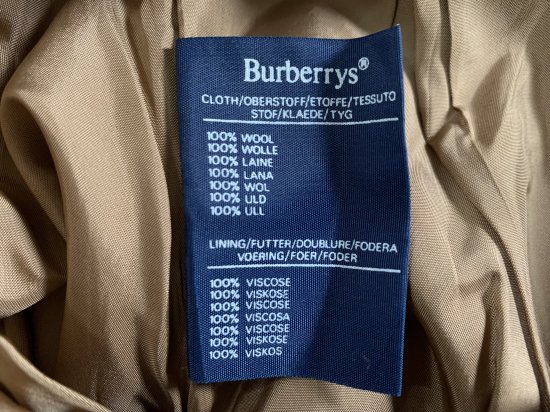 Burberrys®
CLOTH/OBERSTOFF/ETOFFE/TESSUTO
STOF/KLAEDE/TYG
100% WOOL
100% WOLLE
100% LAINE
100% LANA
100% WOL
100% ULD
100% ULL
LINING/FUTTER/DOUBLURE/FODERA
VOERING/FOER/FODER
100% VISCOSE
100% VISKOSE
100% VISCOSE
100% VISCOSA
100% VISCOSE
100% VISKOSE
100% VISKOS